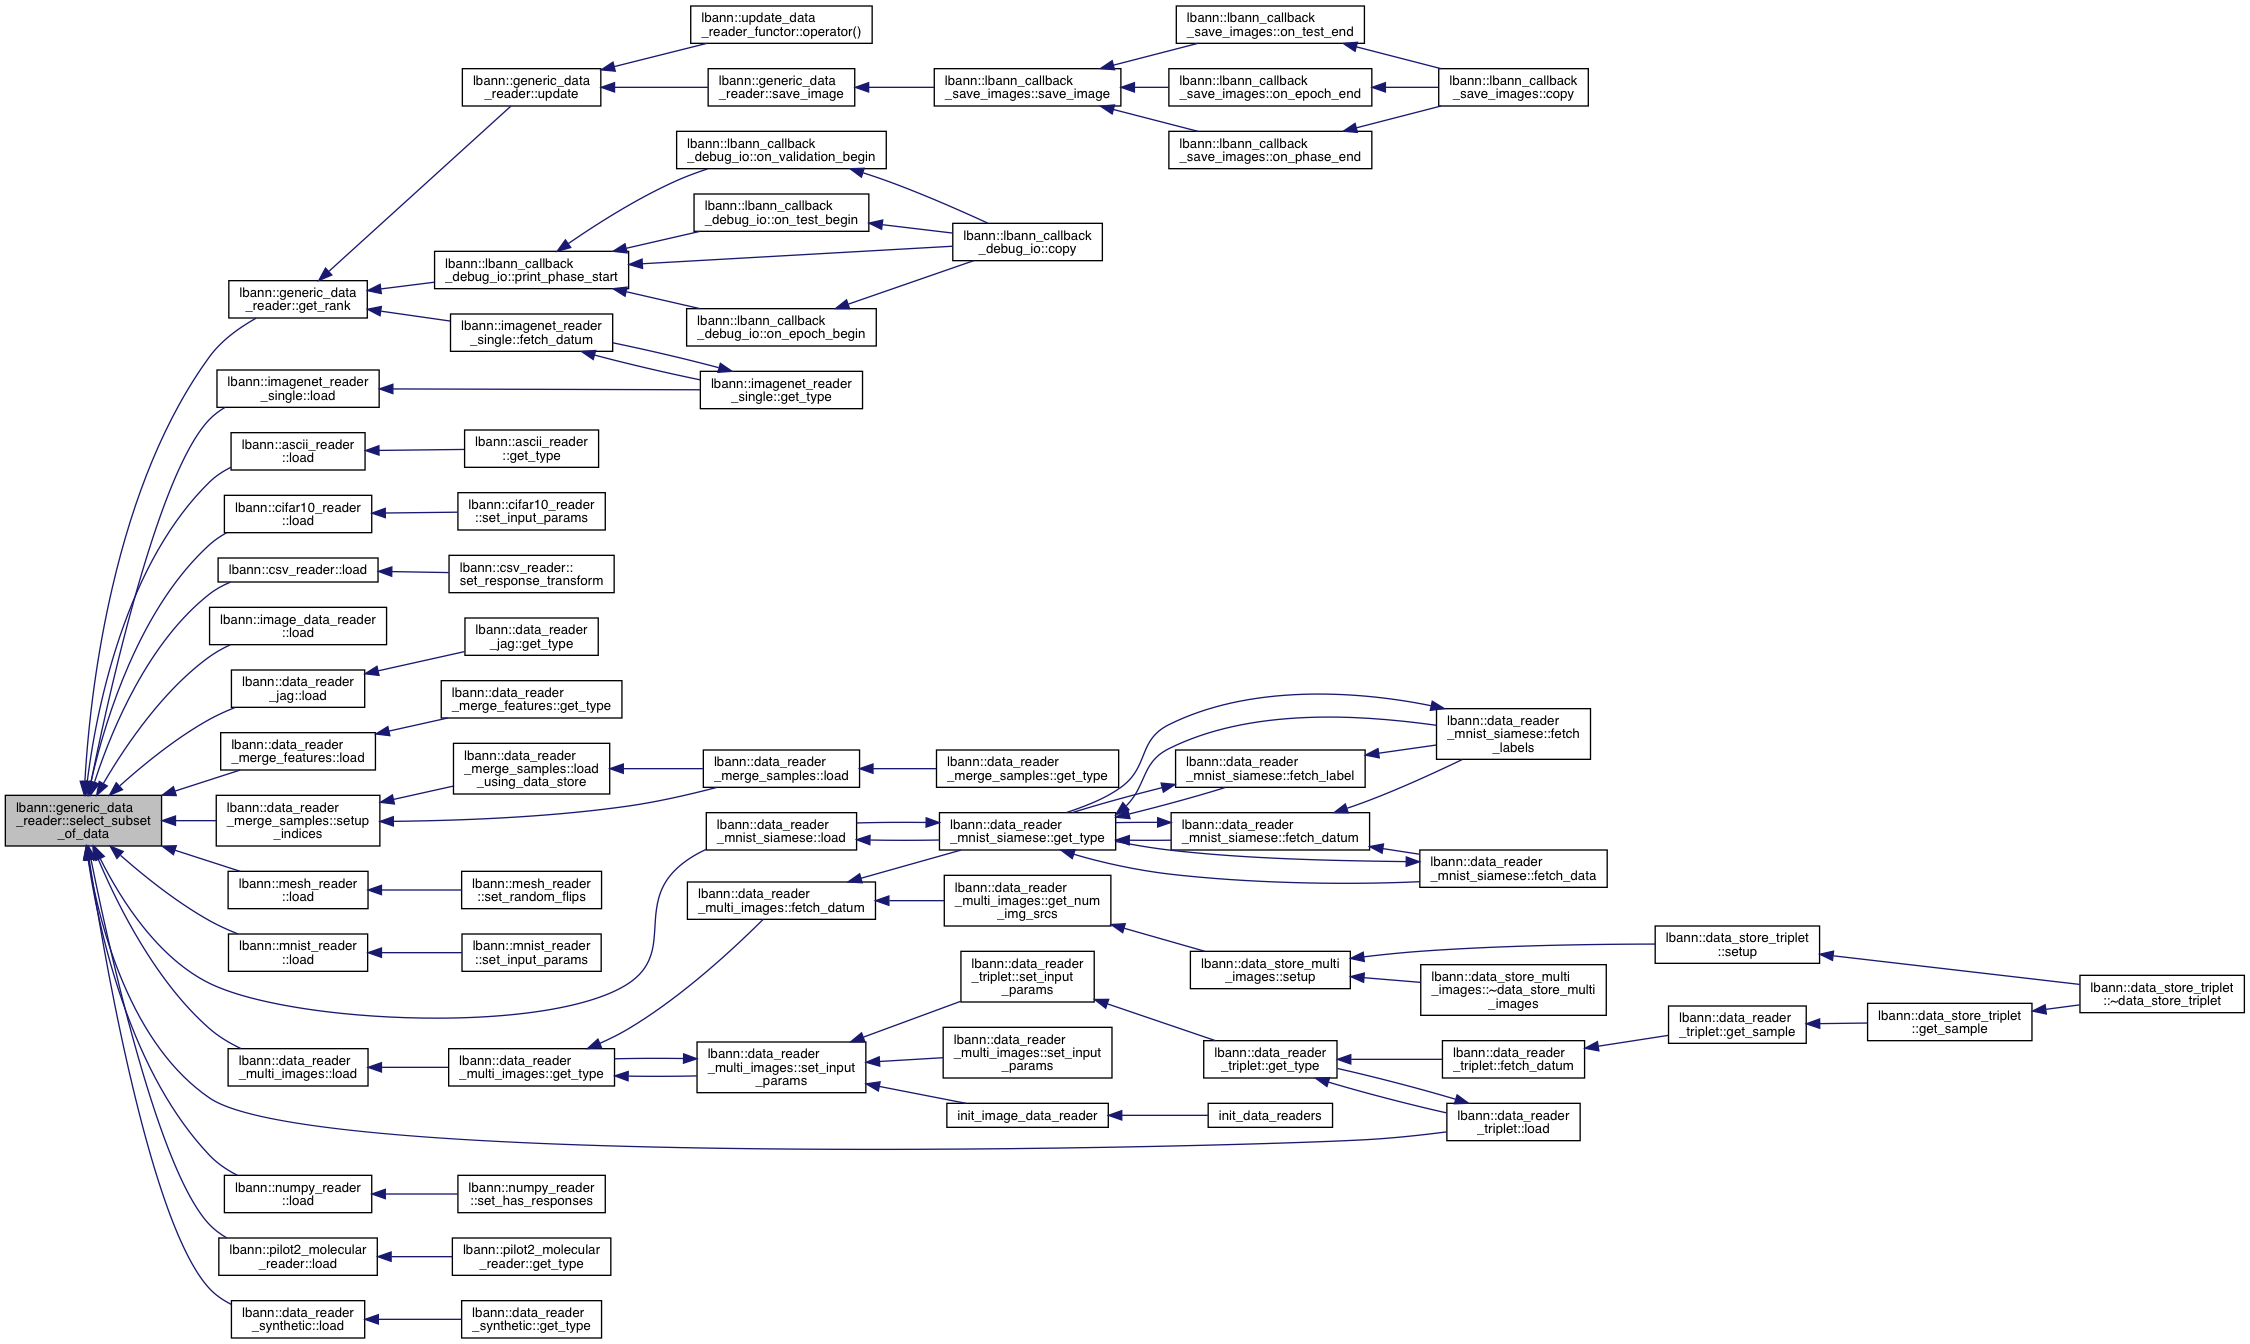 lbann::update_data
_reader_functor::operator()
lbann::generic_data
_reader::update
lbann::generic_data
_reader::save_image
lbann::lbann_callback
_save_images::save_image
lbann::lbann_callback
_save_images::on_test_end
lbann::lbann_callback
_save_images::on_epoch_end
lbann::lbann_callback
_save_images::on_phase_end
lbann::lbann_callback
_save_images::copy
lbann::lbann_callback
_debug_io::on_validation_begin
lbann::lbann_callback
_debug_io::on_test_begin
lbann::lbann_callback
_debug_io::copy
lbann::lbann_callback
_debug_io::print_phase_start
lbann::lbann_callback
_debug_io::on_epoch_begin
lbann::generic_data
_reader::get_rank
lbann::imagenet_reader
_single::fetch_datum
lbann::imagenet_reader
_single::get_type
lbann::imagenet_reader
_single::load
lbann::ascii_reader
::load
lbann::ascii_reader
::get_type
lbann::cifar10_reader
::load
lbann::cifar10_reader
::set_input_params
lbann::csv_reader::load
lbann::csv_reader::
set_response_transform
lbann::image_data_reader
::load
lbann::data_reader
_jag::load
lbann::data_reader
_jag::get_type
lbann::data_reader
_merge_features::load
lbann::data_reader
_merge_features::get_type
lbann::generic_data
_reader::select_subset
_of_data
lbann::data_reader
_merge_samples::setup
_indices
lbann::data_reader
_merge_samples::load
_using_data_store
lbann::data_reader
_merge_samples::load
lbann::data_reader
_merge_samples::get_type
lbann::data_reader
_mnist_siamese::load
lbann::data_reader
_mnist_siamese::get_type
lbann::data_reader
_mnist_siamese::fetch_label
lbann::data_reader
_mnist_siamese::fetch
_labels
lbann::data_reader
_mnist_siamese::fetch_datum
lbann::data_reader
_mnist_siamese::fetch_data
lbann::mesh_reader
::load
lbann::mesh_reader
::set_random_flips
lbann::mnist_reader
::load
lbann::mnist_reader
::set_input_params
lbann::data_reader
_multi_images::fetch_datum
lbann::data_reader
_multi_images::get_num
_img_srcs
lbann::data_store_multi
_images::setup
lbann::data_store_triplet
::setup
lbann::data_store_multi
_images::~data_store_multi
_images
lbann::data_store_triplet
::~data_store_triplet
lbann::data_reader
_multi_images::load
lbann::data_reader
_multi_images::get_type
lbann::data_reader
_multi_images::set_input
_params
lbann::data_reader
_triplet::set_input
_params
lbann::data_reader
_multi_images::set_input
_params
init_image_data_reader
init_data_readers
lbann::data_reader
_triplet::get_type
lbann::data_reader
_triplet::fetch_datum
lbann::data_reader
_triplet::get_sample
lbann::data_store_triplet
::get_sample
lbann::data_reader
_triplet::load
lbann::numpy_reader
::load
lbann::numpy_reader
::set_has_responses
lbann::pilot2_molecular
_reader::load
lbann::pilot2_molecular
_reader::get_type
lbann::data_reader
_synthetic::load
lbann::data_reader
_synthetic::get_type